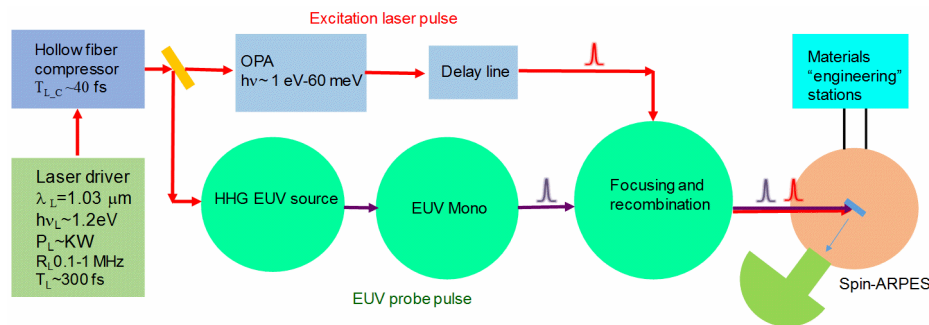 Excitation laser pulse
Hollow fiber
compressor
T_L_C ~40 fs
OPA
hν~ 1 eV-60 meV
Delay line
Materials
“engineering”
stations
Laser driver
λ L=1.03 μm
hνL~1.2eV
PL~KW
RL0.1-1 MHz
TL~300 fs
HHG EUV source
EUV Mono
Focusing and
recombination
Spin-ARPES
EUV probe pulse